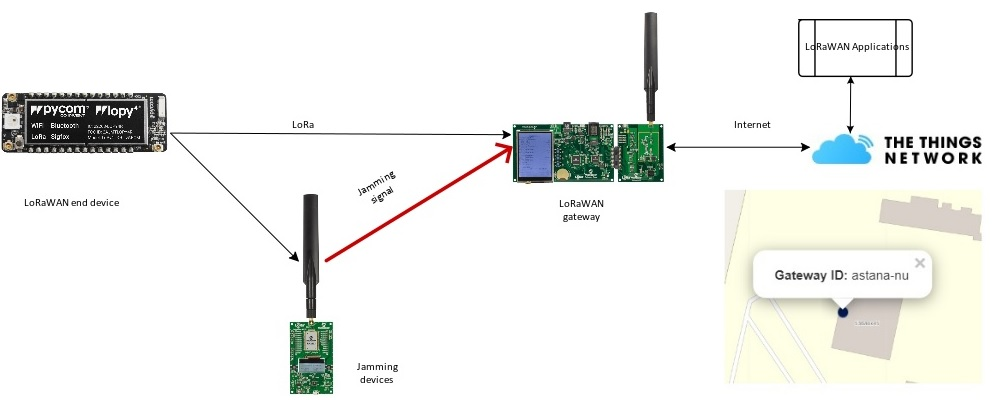 LoRaWAN Applications
pycom lopy4
WiFi Bluetooth
LoRa Sigfox
LoRa
Internet
THE THINGS
NETWORK
Jamming
signal
LoRaWAN end device
LoRaWAN
gateway
Gateway ID: astana-nu
Jamming
devices